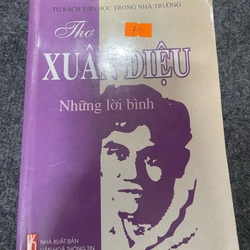 TỦ SÁCH VĂN HỌC TRONG NHÀ TRƯỜNG
Thơ
XUÂN DIỆU
Những lời bình
NHÀ XUẤT BẢN
VĂN HOÁ THÔNG TIN